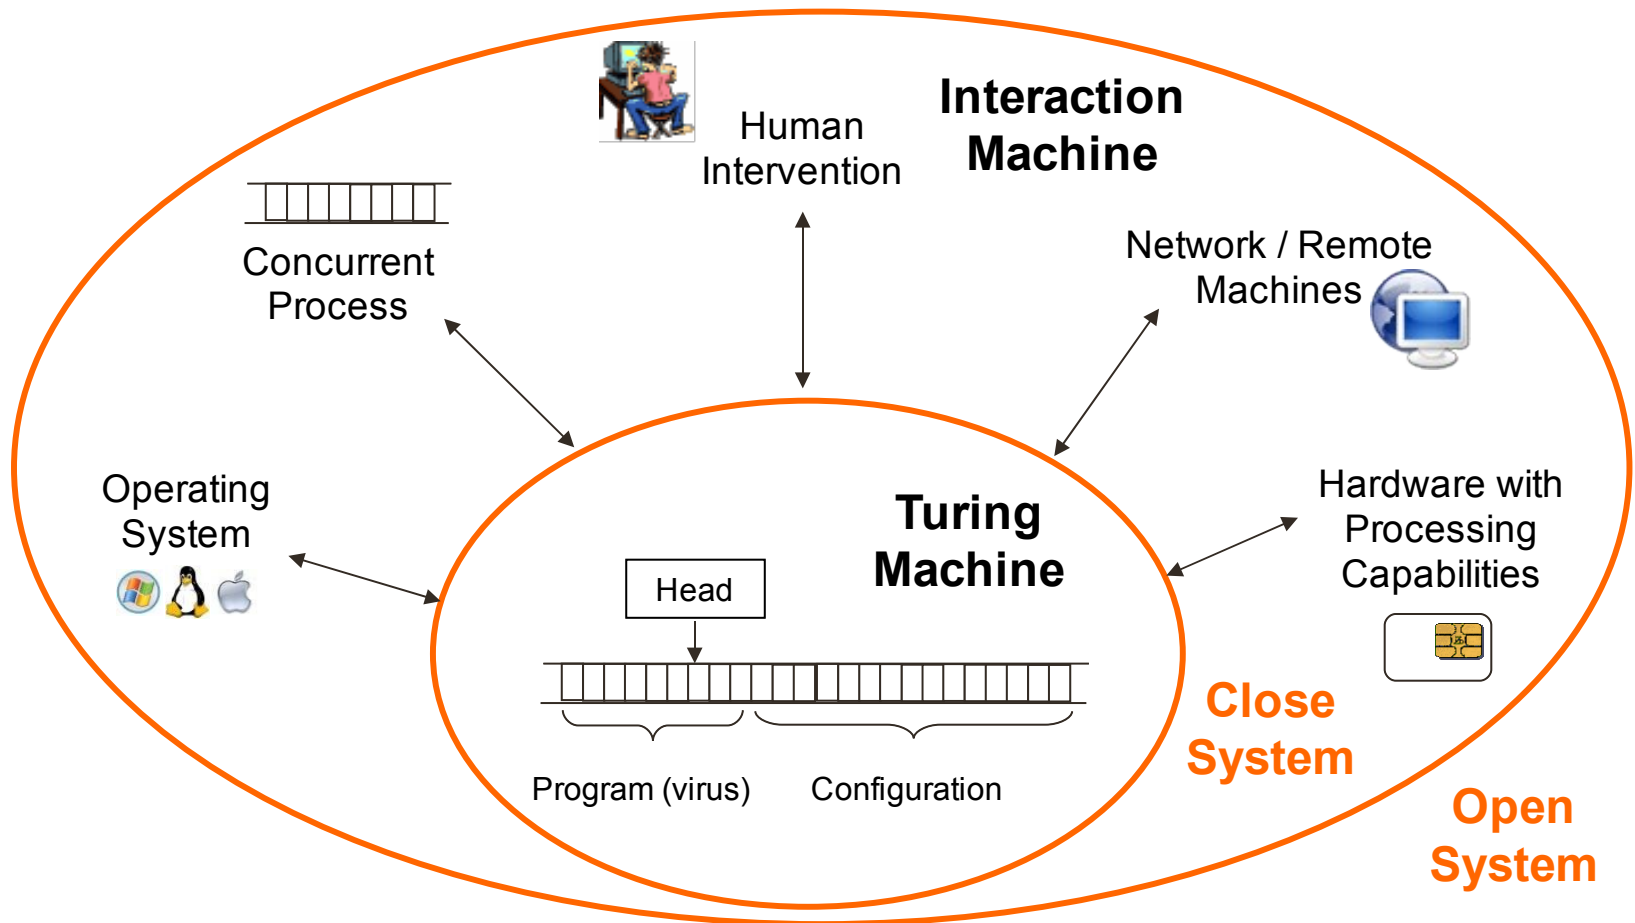 Interaction
Machine
Human
Intervention
Concurrent
Process
Network / Remote
Machines
Operating
System
Hardware with
Processing
Capabilities
Turing
Machine
Head
Program (virus)
Configuration
Close
System
Open
System